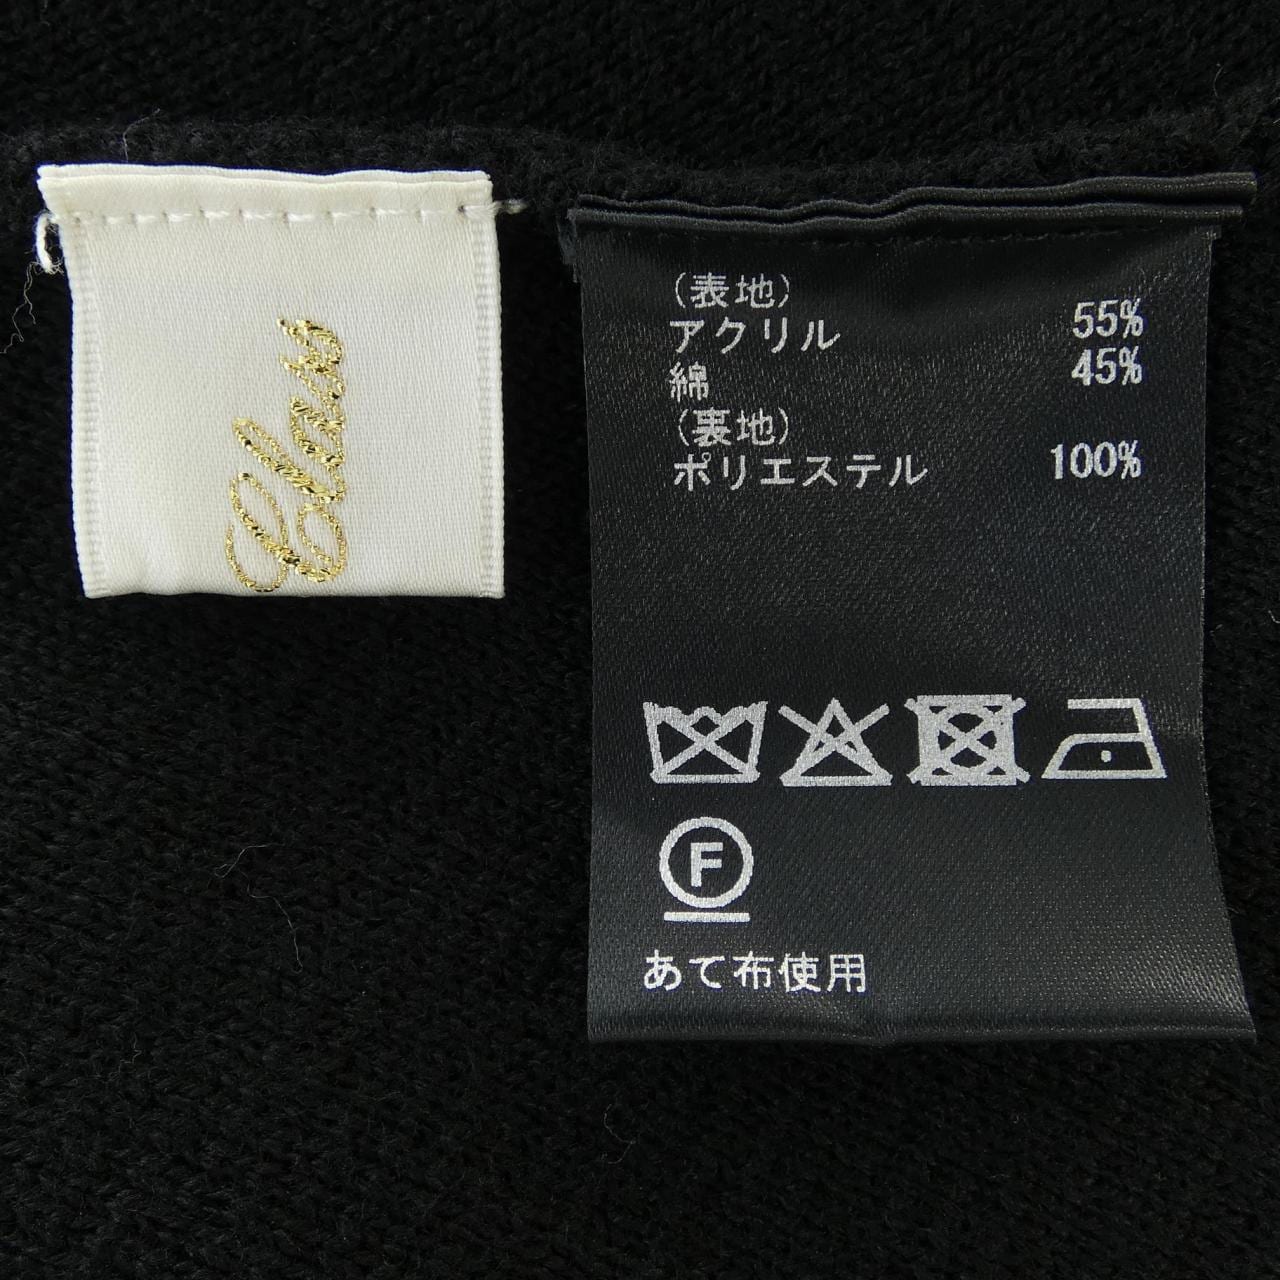 Class
(表地)
アクリル 55%
綿 45%
(裏地)
ポリエステル 100%
F
あて布使用